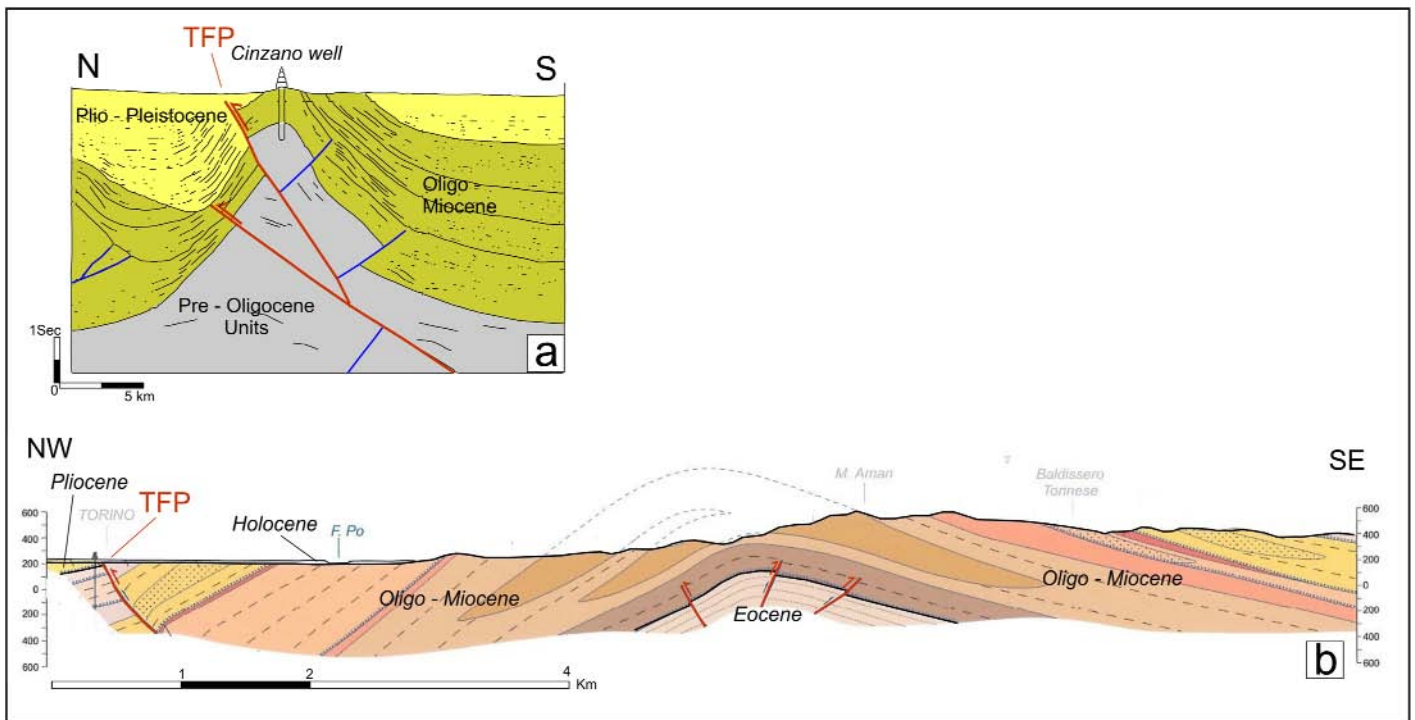 TFP
Cinzano well
N
S
Plio - Pleistocene
Oligo -
Miocene
Pre - Oligocene
Units
1Sec
0
5 km
a
NW
SE
Pliocene
TFP
TORINO
Holocene
F. Po
M. Aman
Baldissero
Torinese
600
400
200
0
200
400
600
600
400
200
0
200
400
600
Oligo - Miocene
Eocene
Oligo - Miocene
1
2
4
Km
b